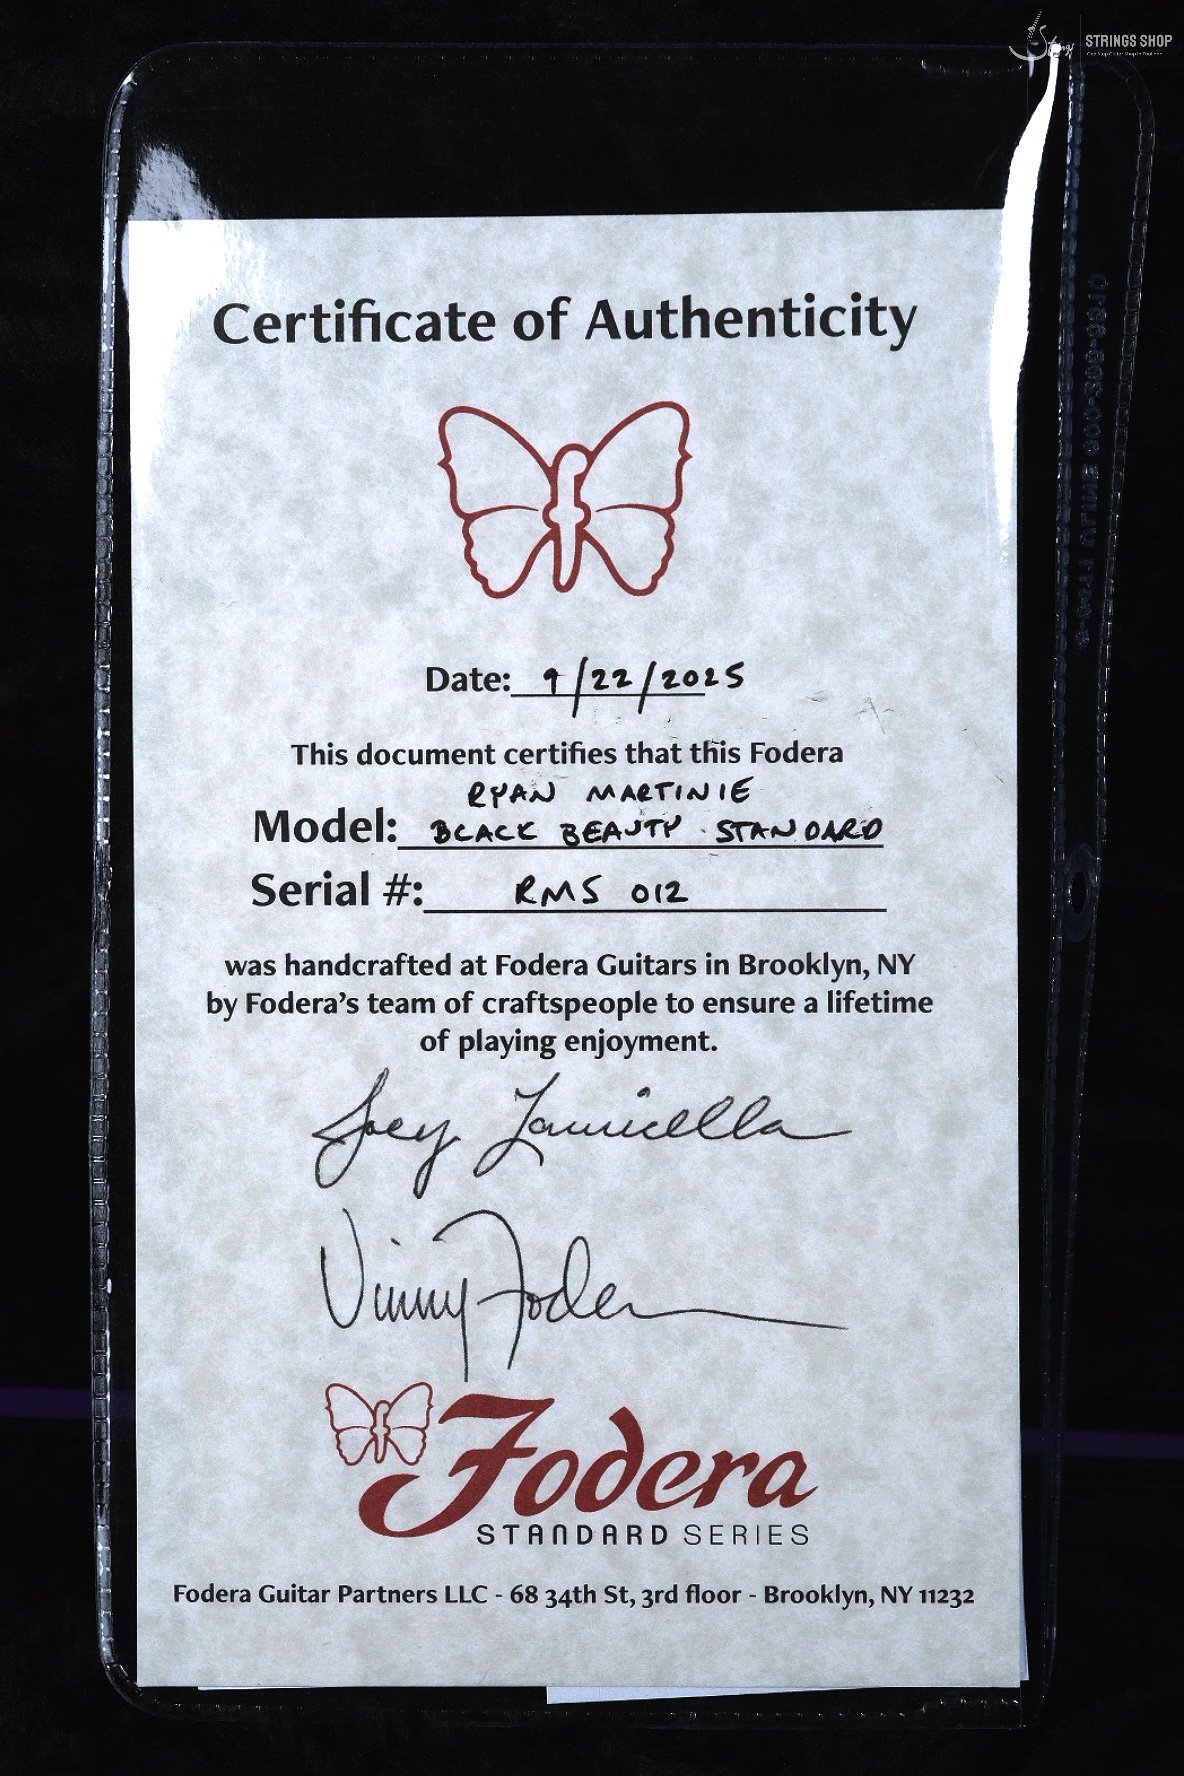 STRINGS SHOP
Certificate of Authenticity
Date: 9/22/2025
This document certifies that this Fodera
RYAN MARTINIE
Model: BLACK BEAUTY STANDARD
Serial #: RMS 012
was handcrafted at Fodera Guitars in Brooklyn, NY
by Fodera's team of craftspeople to ensure a lifetime
of playing enjoyment.
Joey Lauricella
Vinny Fodera
Fodera
STANDARD SERIES
Fodera Guitar Partners LLC - 68 34th St, 3rd floor - Brooklyn, NY 11232